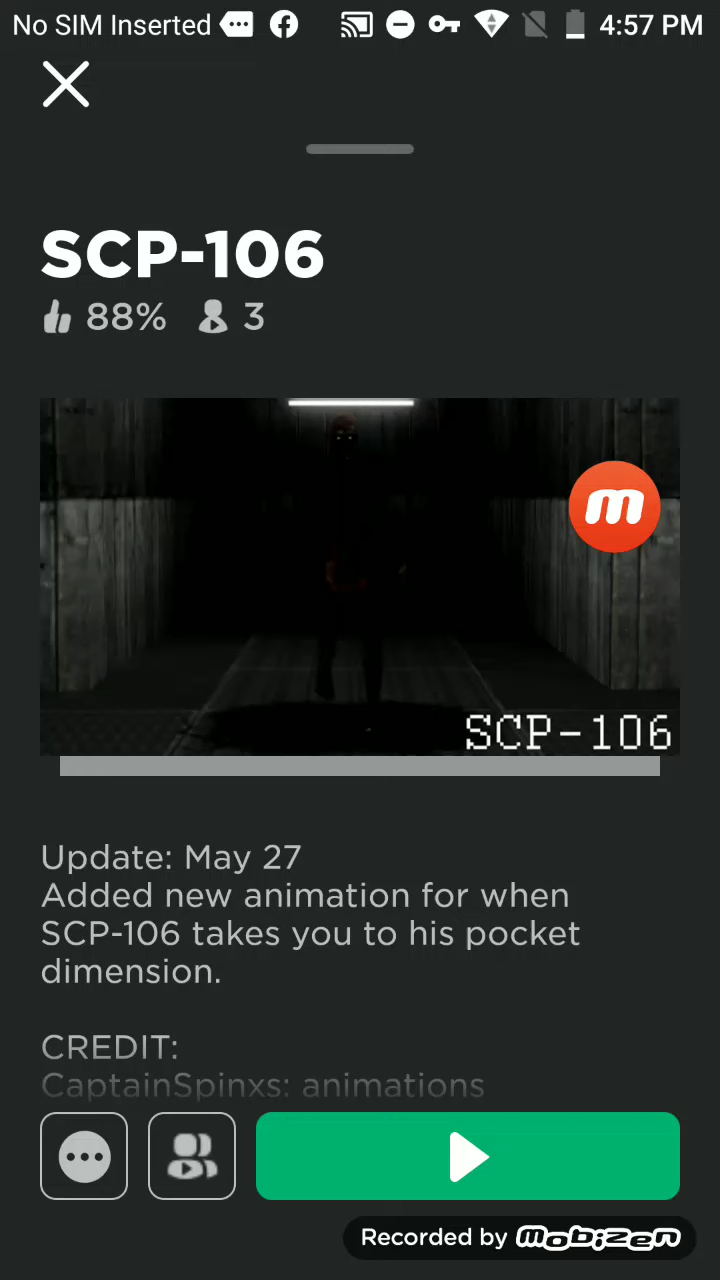 No SIM Inserted
4:57 PM
SCP-106
88% 3
m
SCP-106
Update: May 27
Added new animation for when
SCP-106 takes you to his pocket
dimension.
CREDIT:
CaptainSpinxs: animations
Recorded by mobizen